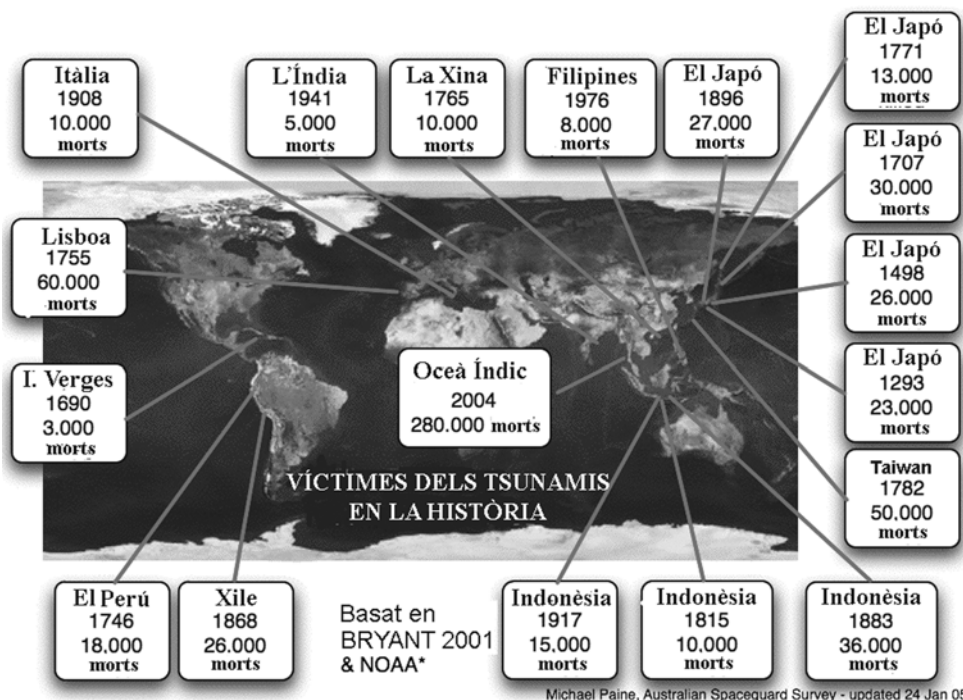 Itàlia
1908
10.000
morts
L'Índia
1941
5.000
morts
La Xina
1765
10.000
morts
Filipines
1976
8.000
morts
El Japó
1896
27.000
morts
El Japó
1771
13.000
morts
El Japó
1707
30.000
morts
Lisboa
1755
60.000
morts
El Japó
1498
26.000
morts
I. Verges
1690
3.000
morts
Oceà Índic
2004
280.000 morts
El Japó
1293
23.000
morts
VÍCTIMES DELS TSUNAMIS
EN LA HISTÒRIA
Taiwan
1782
50.000
morts
El Perú
1746
18.000
morts
Xile
1868
26.000
morts
Basat en
BRYANT 2001
& NOAA*
Indonèsia
1917
15.000
morts
Indonèsia
1815
10.000
morts
Indonèsia
1883
36.000
morts
Michael Paine, Australian Spaceguard Survey - updated 24 Jan 05